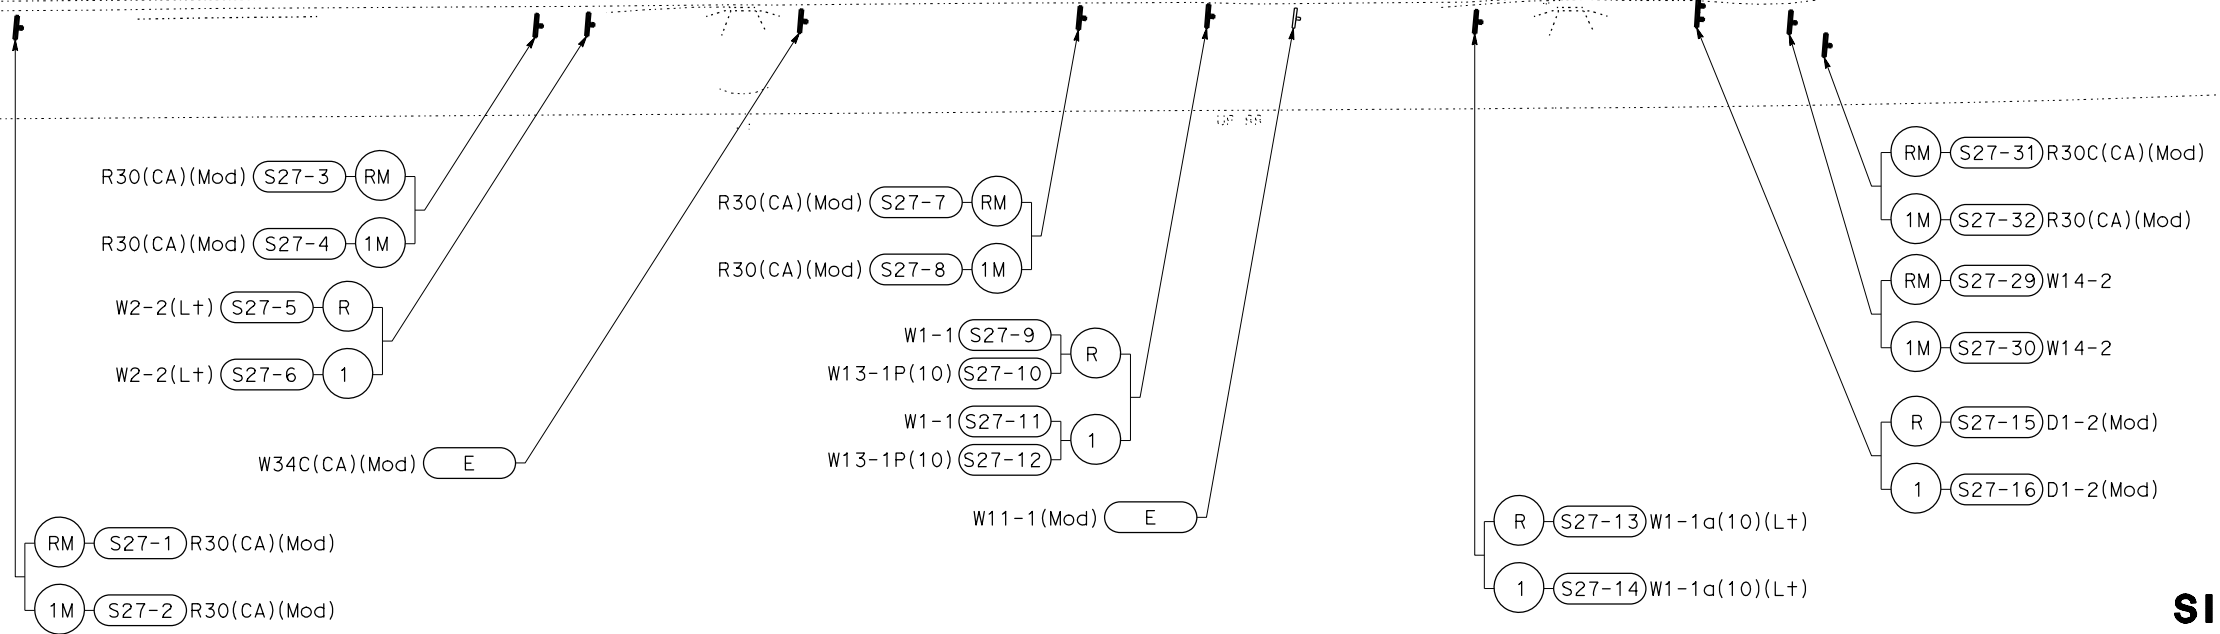 UP RR
R30(CA)(Mod) S27-3 RM
R30(CA)(Mod) S27-4 1M
W2-2(Lt) S27-5 R
W2-2(Lt) S27-6 1
W34C(CA)(Mod) E
RM S27-1 R30(CA)(Mod)
1M S27-2 R30(CA)(Mod)
R30(CA)(Mod) S27-7 RM
R30(CA)(Mod) S27-8 1M
W1-1 S27-9
R
W13-1P(10) S27-10
W1-1 S27-11
1
W13-1P(10) S27-12
W11-1(Mod) E
R S27-13 W1-1a(10)(Lt)
1 S27-14 W1-1a(10)(Lt)
RM S27-31 R30C(CA)(Mod)
1M S27-32 R30(CA)(Mod)
RM S27-29 W14-2
1M S27-30 W14-2
R S27-15 D1-2(Mod)
1 S27-16 D1-2(Mod)
SI